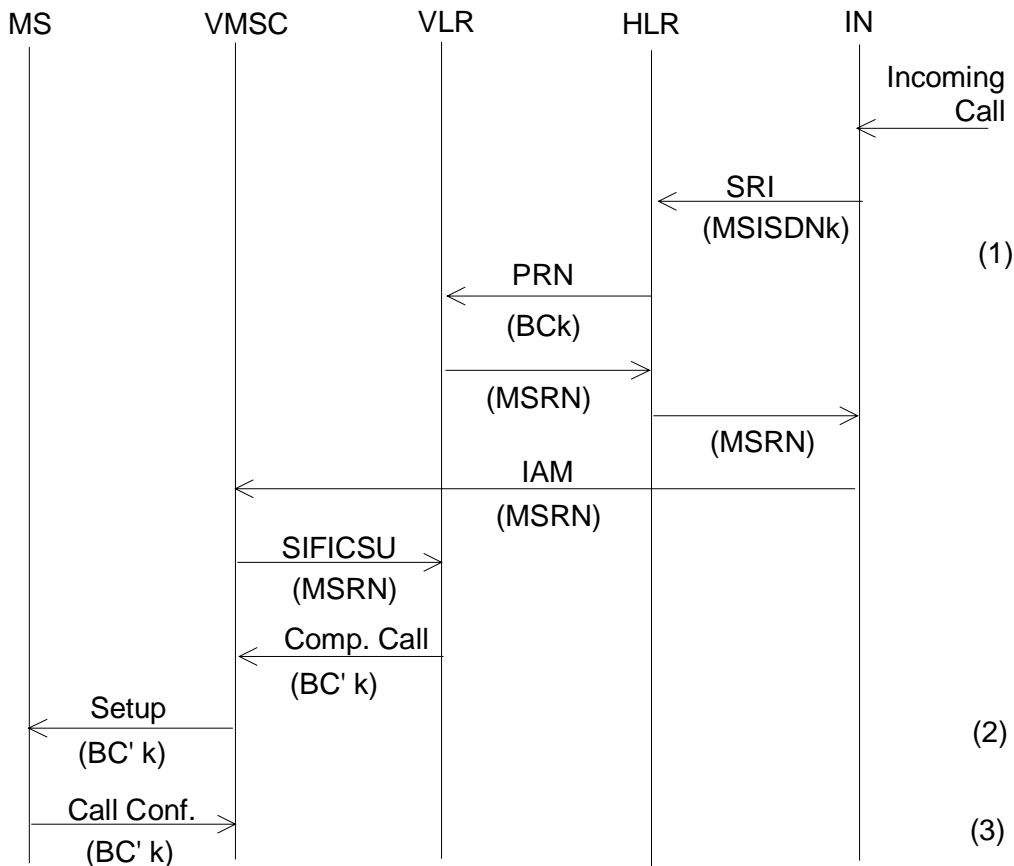 MS VMSC VLR HLR IN
Incoming
Call
SRI
(MSISDNk)
(1)
PRN
(BCk)
(MSRN)
(MSRN)
IAM
(MSRN)
SIFICSU
(MSRN)
Comp. Call
(BC' k)
Setup
(BC' k)
(2)
Call Conf.
(BC' k)
(3)